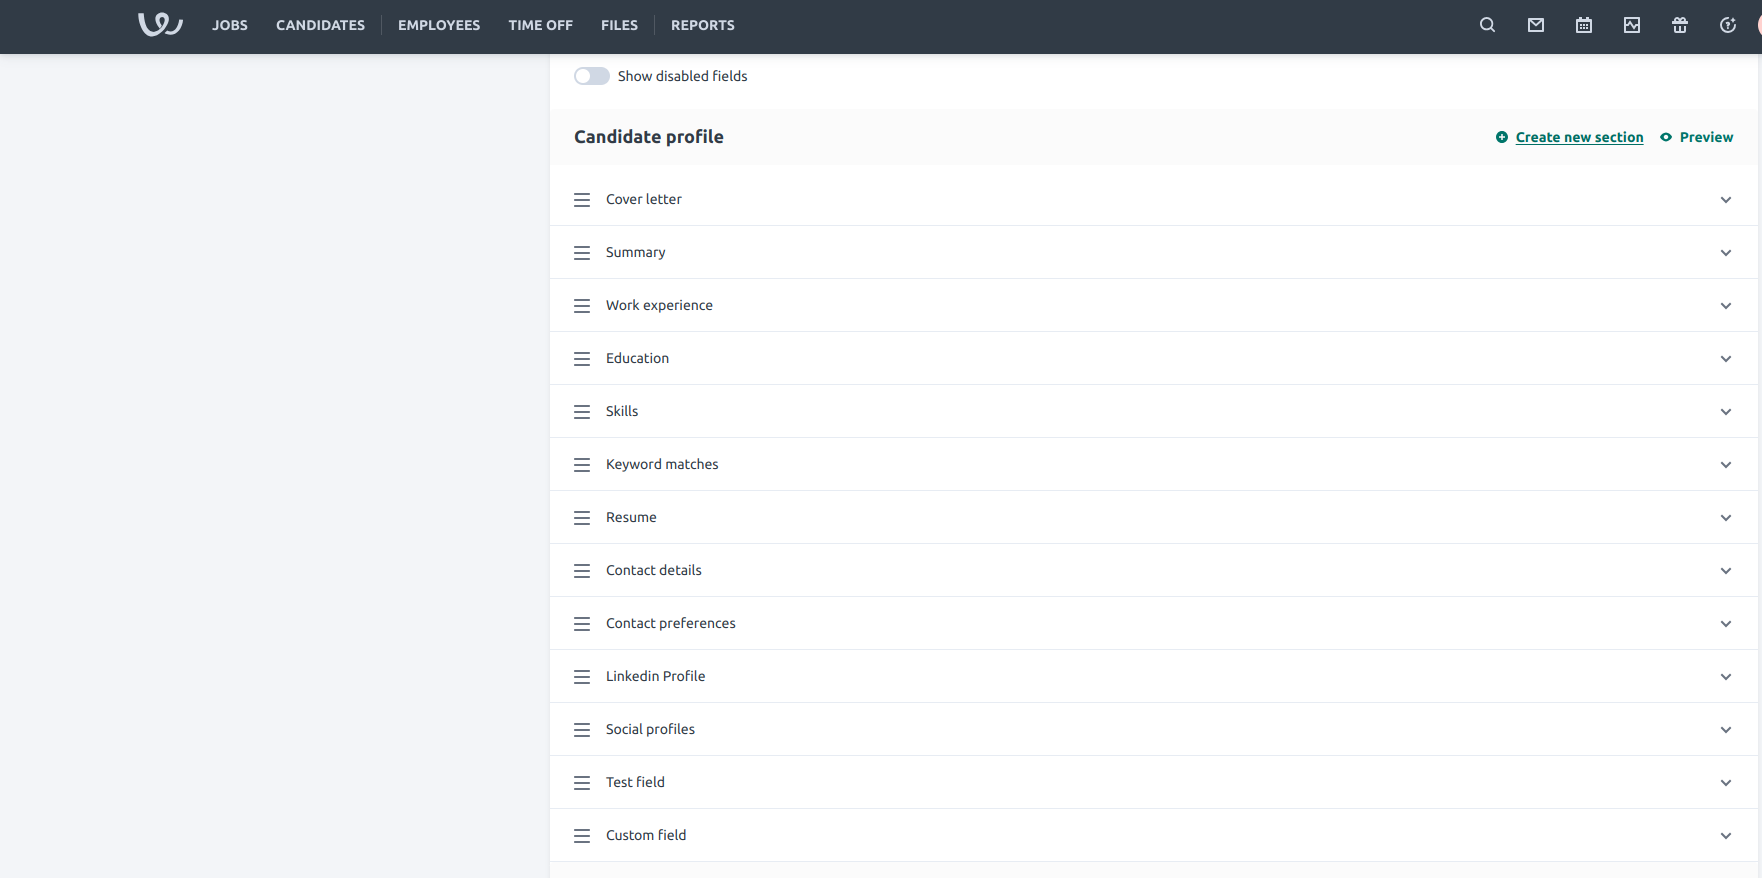 JOBS CANDIDATES EMPLOYEES TIME OFF FILES REPORTS
Show disabled fields
Candidate profile Create new section Preview
Cover letter
Summary
Work experience
Education
Skills
Keyword matches
Resume
Contact details
Contact preferences
Linkedin Profile
Social profiles
Test field
Custom field